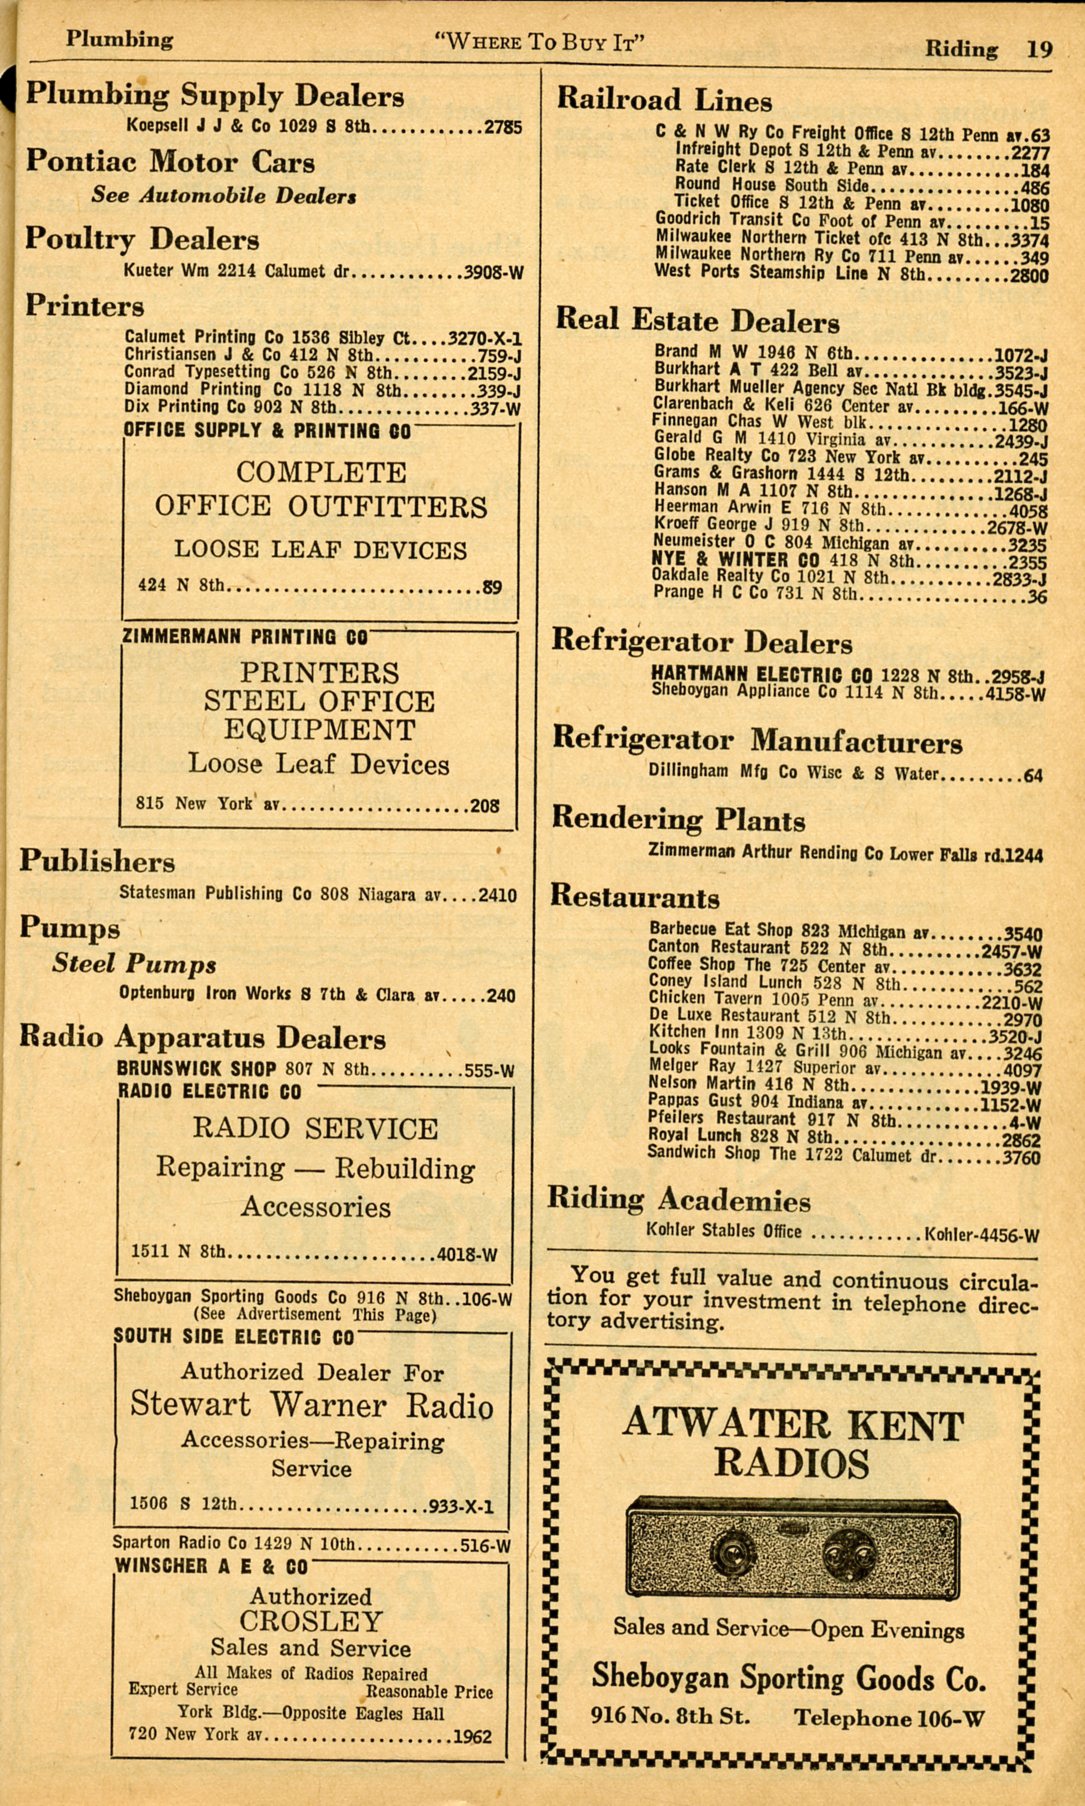 Plumbing
"WHERE TO BUY IT"
Riding 19
Plumbing Supply Dealers
Koepsell J J & Co 1029 S 8th............2785
Pontiac Motor Cars
See Automobile Dealers
Poultry Dealers
Kueter Wm 2214 Calumet dr............3908-W
Printers
Calumet Printing Co 1536 Sibley Ct....3270-X-1
Christiansen J & Co 412 N 8th...........759-J
Conrad Typesetting Co 526 N 8th........2159-J
Diamond Printing Co 1118 N 8th........339-J
Dix Printing Co 902 N 8th..............337-W
OFFICE SUPPLY & PRINTING CO
COMPLETE
OFFICE OUTFITTERS
LOOSE LEAF DEVICES
424 N 8th............................89
ZIMMERMANN PRINTING CO
PRINTERS
STEEL OFFICE
EQUIPMENT
Loose Leaf Devices
815 New York av....................208
Publishers
Statesman Publishing Co 808 Niagara av....2410
Pumps
Steel Pumps
Optenburg Iron Works S 7th & Clara av.....240
Radio Apparatus Dealers
BRUNSWICK SHOP 807 N 8th..........555-W
RADIO ELECTRIC CO
RADIO SERVICE
Repairing — Rebuilding
Accessories
1511 N 8th......................4018-W
Sheboygan Sporting Goods Co 916 N 8th..106-W
(See Advertisement This Page)
SOUTH SIDE ELECTRIC CO
Authorized Dealer For
Stewart Warner Radio
Accessories—Repairing
Service
1506 S 12th....................933-X-1
Sparton Radio Co 1429 N 10th...........516-W
WINSCHER A E & CO
Authorized
CROSLEY
Sales and Service
All Makes of Radios Repaired
Expert Service Reasonable Price
York Bldg.—Opposite Eagles Hall
720 New York av....................1962
Railroad Lines
C & N W Ry Co Freight Office S 12th Penn av.63
Infreight Depot S 12th & Penn av........2277
Rate Clerk S 12th & Penn av............184
Round House South Side................486
Ticket Office S 12th & Penn av.........1080
Goodrich Transit Co Foot of Penn av.........15
Milwaukee Northern Ticket ofc 413 N 8th...3374
Milwaukee Northern Ry Co 711 Penn av......349
West Ports Steamship Line N 8th.........2800
Real Estate Dealers
Brand M W 1946 N 6th...............1072-J
Burkhart A T 422 Bell av..............3523-J
Burkhart Mueller Agency Sec Natl Bk bldg.3545-J
Clarenbach & Keli 626 Center av.........166-W
Finnegan Chas W West blk...............1280
Gerald G M 1410 Virginia av...........2439-J
Globe Realty Co 723 New York av..........245
Grams & Grashorn 1444 S 12th.........2112-J
Hanson M A 1107 N 8th...............1268-J
Heerman Arwin E 716 N 8th.............4058
Kroeff George J 919 N 8th............2678-W
Neumeister O C 804 Michigan av..........3235
NYE & WINTER CO 418 N 8th..........2355
Oakdale Realty Co 1021 N 8th...........2833-J
Prange H C Co 731 N 8th..................36
Refrigerator Dealers
HARTMANN ELECTRIC CO 1228 N 8th..2958-J
Sheboygan Appliance Co 1114 N 8th.....4158-W
Refrigerator Manufacturers
Dillingham Mfg Co Wisc & S Water.........64
Rendering Plants
Zimmerman Arthur Rending Co Lower Falls rd.1244
Restaurants
Barbecue Eat Shop 823 Michigan av........3540
Canton Restaurant 522 N 8th..........2457-W
Coffee Shop The 725 Center av............3632
Coney Island Lunch 528 N 8th............562
Chicken Tavern 1005 Penn av...........2210-W
De Luxe Restaurant 512 N 8th............2970
Kitchen Inn 1309 N 13th...............3520-J
Looks Fountain & Grill 906 Michigan av....3246
Melger Ray 1427 Superior av.............4097
Nelson Martin 416 N 8th..............1939-W
Pappas Gust 904 Indiana av............1152-W
Pfeilers Restaurant 917 N 8th............4-W
Royal Lunch 828 N 8th..................2862
Sandwich Shop The 1722 Calumet dr.......3760
Riding Academies
Kohler Stables Office ............Kohler-4456-W
You get full value and continuous circula-
tion for your investment in telephone direc-
tory advertising.
ATWATER KENT
RADIOS
Sales and Service—Open Evenings
Sheboygan Sporting Goods Co.
916 No. 8th St. Telephone 106-W